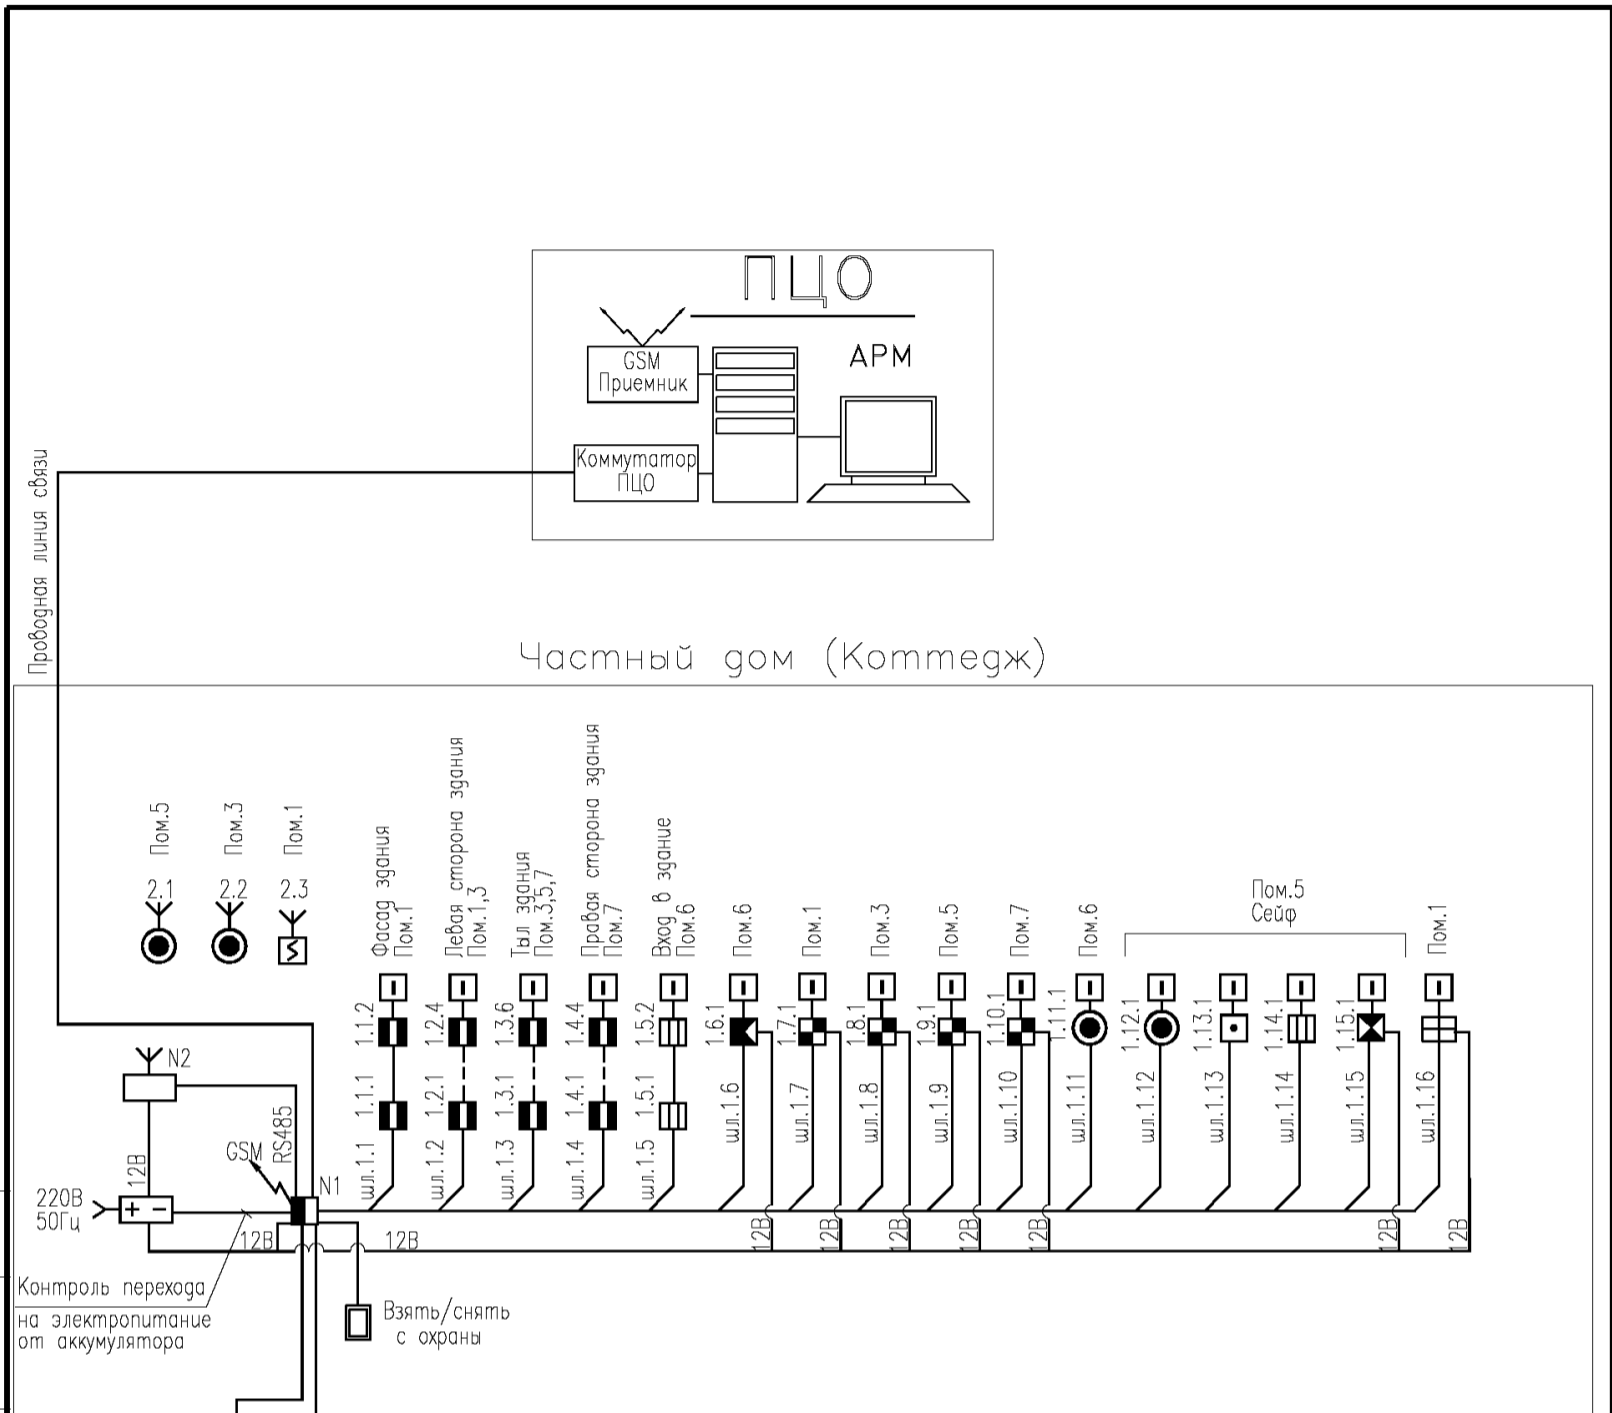 ПЦО
GSM
Приемник
АРМ
Коммутатор
ПЦО
Проводная линия связи
Частный дом (Коттедж)
Пом.5
2.1
Пом.3
2.2
Пом.1
2.3
Фасад здания
Пом.1
Левая сторона здания
Пом.1,3
Тыл здания
Пом.3,5,7
Правая сторона здания
Пом.7
Вход в здание
Пом.6
Пом.6
Пом.1
Пом.3
Пом.5
Пом.7
Пом.6
Пом.5
Сейф
Пом.1
1.1.2
1.2.4
1.3.6
1.4.4
1.5.2
1.6.1
1.7.1
1.8.1
1.9.1
1.10.1
1.11.1
1.12.1
1.13.1
1.14.1
1.15.1
1.1.1
1.2.1
1.3.1
1.4.1
1.5.1
шл.1.1
шл.1.2
шл.1.3
шл.1.4
шл.1.5
шл.1.6
шл.1.7
шл.1.8
шл.1.9
шл.1.10
шл.1.11
шл.1.12
шл.1.13
шл.1.14
шл.1.15
шл.1.16
N2
RS485
GSM
12В
N1
220В
50Гц
12В
12В
12В
12В
12В
12В
12В
12В
12В
Контроль перехода
на электропитание
от аккумулятора
Взять/снять
с охраны